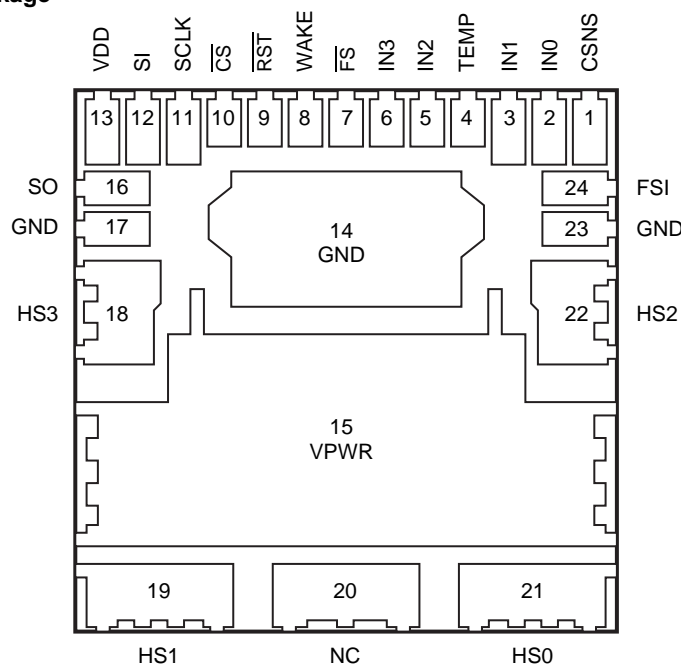 VDD SI SCLK CS RST WAKE FS IN3 IN2 TEMP IN1 IN0 CSNS
13 12 11 10 9 8 7 6 5 4 3 2 1
SO 16 24 FSI
GND 17 14 23 GND
GND
HS3 18 22 HS2
15
VPWR
19 20 21
HS1 NC HS0